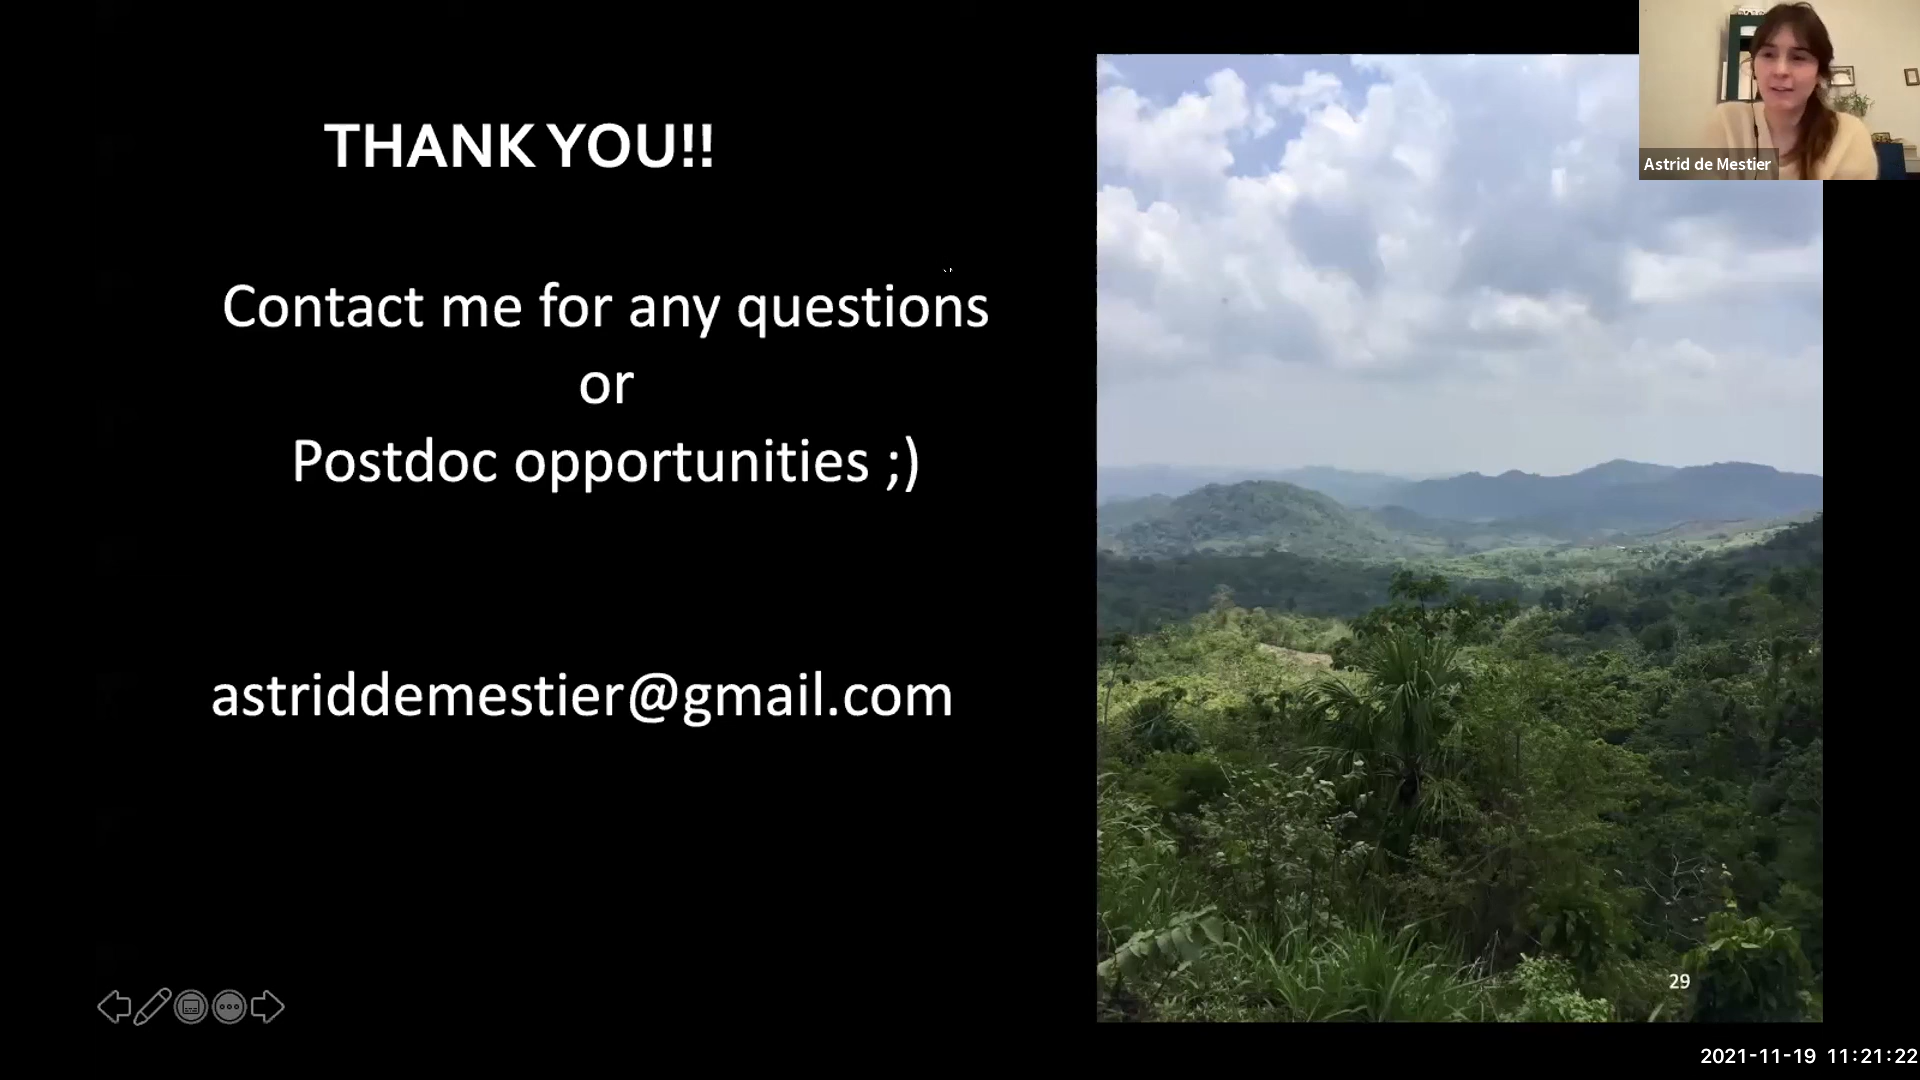 THANK YOU!!
Contact me for any questions
or
Postdoc opportunities ;)
astriddemestier@gmail.com
Astrid de Mestier
29
2021-11-19 11:21:22